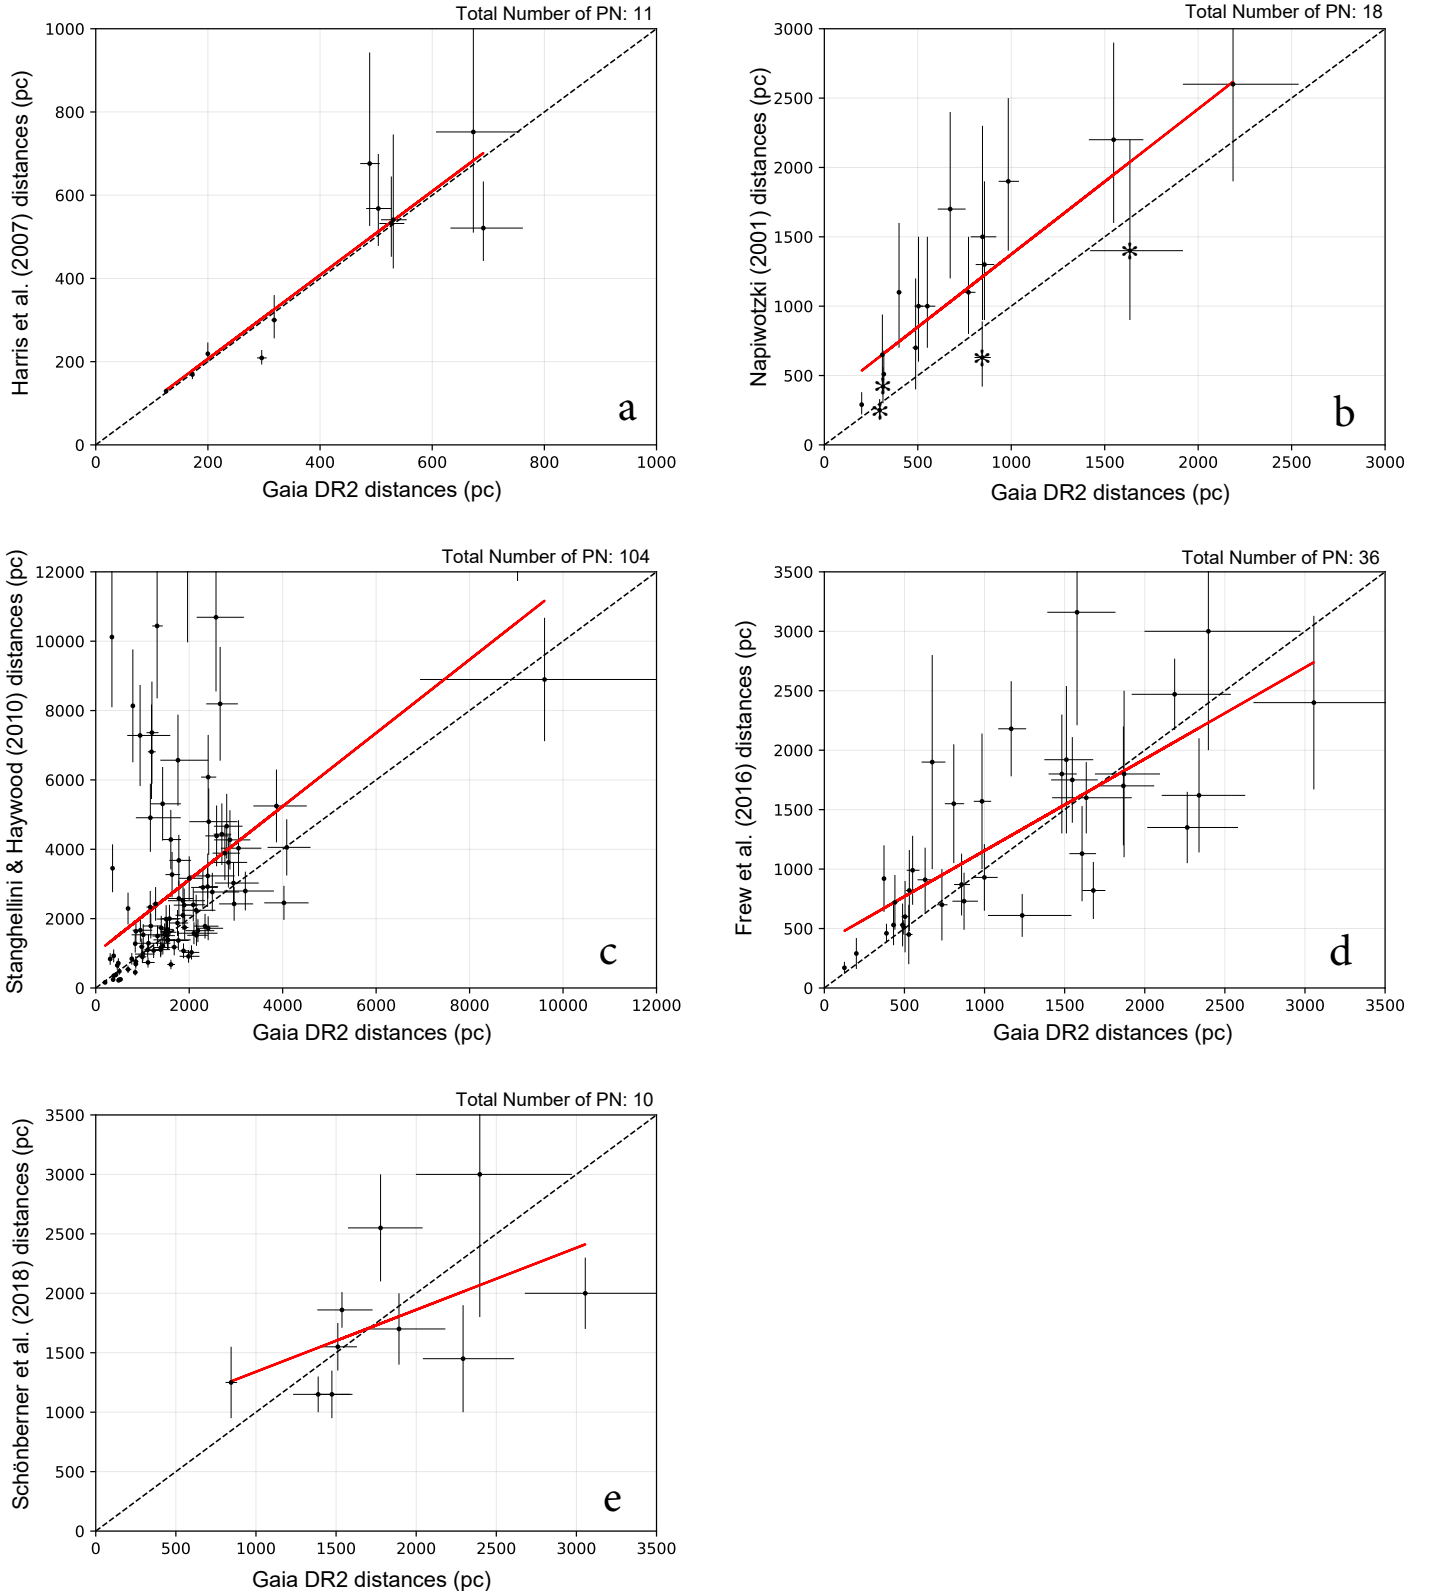 Total Number of PN: 11
1000
800
600
400
200
0
Harris et al. (2007) distances (pc)
a
0 200 400 600 800 1000
Gaia DR2 distances (pc)
Total Number of PN: 18
3000
2500
2000
1500
1000
500
0
Napiwotzki (2001) distances (pc)
b
0 500 1000 1500 2000 2500 3000
Gaia DR2 distances (pc)
Total Number of PN: 104
12000
10000
8000
6000
4000
2000
0
Stanghellini & Haywood (2010) distances (pc)
c
0 2000 4000 6000 8000 10000 12000
Gaia DR2 distances (pc)
Total Number of PN: 36
3500
3000
2500
2000
1500
1000
500
0
Frew et al. (2016) distances (pc)
d
0 500 1000 1500 2000 2500 3000 3500
Gaia DR2 distances (pc)
Total Number of PN: 10
3500
3000
2500
2000
1500
1000
500
0
Schönberner et al. (2018) distances (pc)
e
0 500 1000 1500 2000 2500 3000 3500
Gaia DR2 distances (pc)